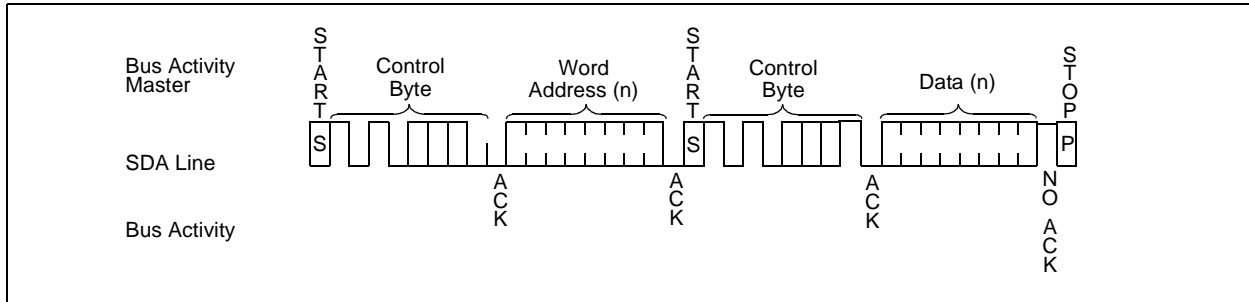 Bus Activity
Master
START
Control
Byte
Word
Address (n)
START
Control
Byte
Data (n)
STOP
SDA Line
S
S
P
Bus Activity
ACK
ACK
ACK
NO ACK